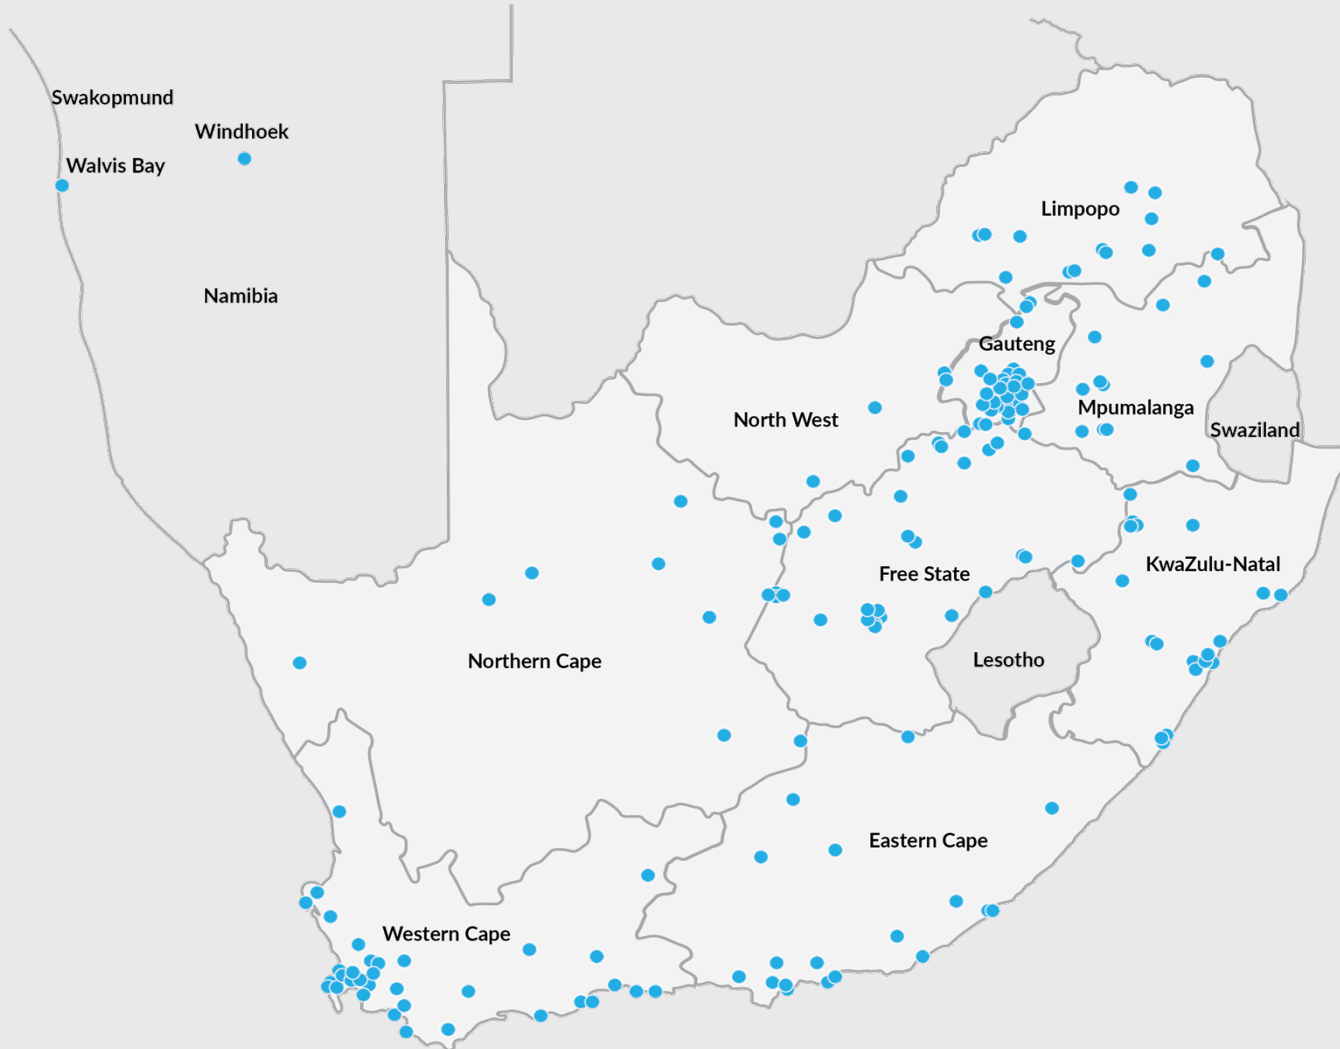 Swakopmund
Windhoek
Walvis Bay
Limpopo
Namibia
Gauteng
Mpumalanga
North West
Swaziland
KwaZulu-Natal
Free State
Northern Cape
Lesotho
Eastern Cape
Western Cape